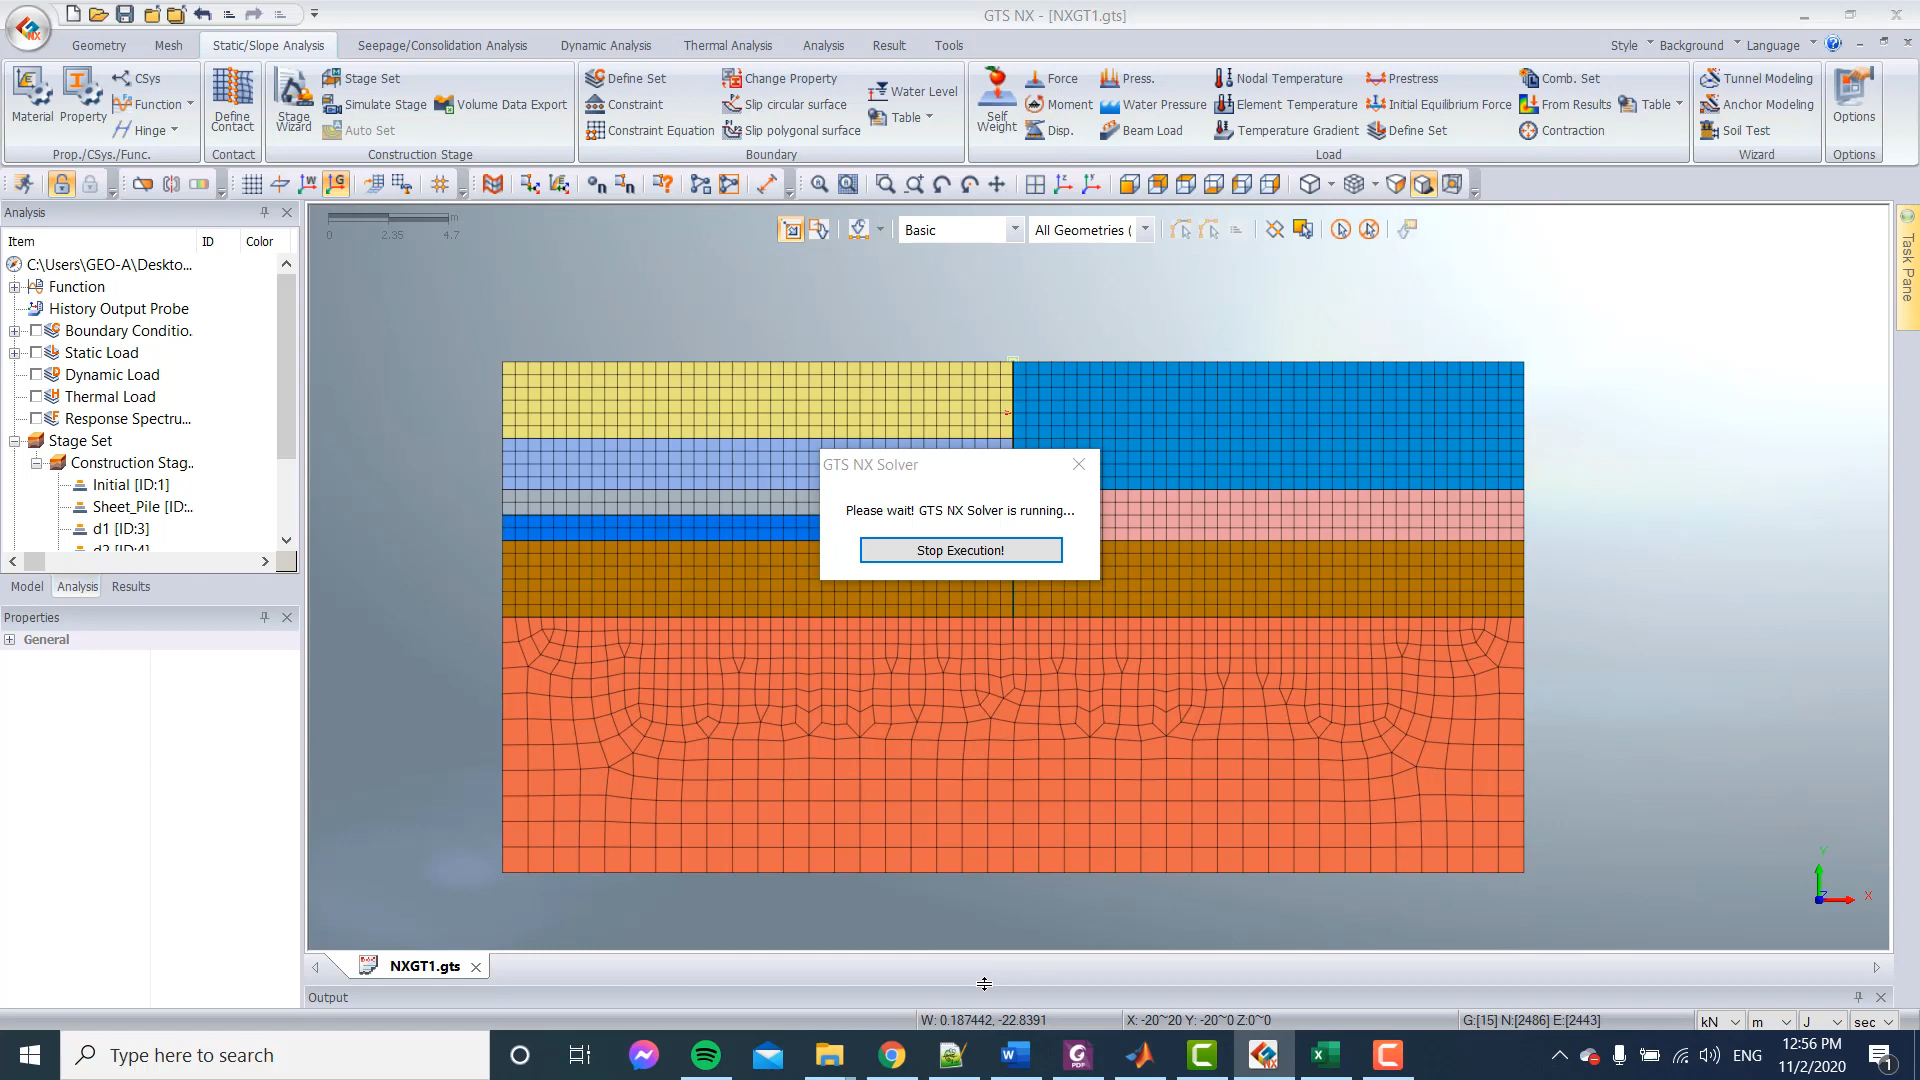 GTS NX - [NXGT1.gts]
Geometry Mesh Static/Slope Analysis Seepage/Consolidation Analysis Dynamic Analysis Thermal Analysis Analysis Result Tools Style Background Language
Material Property CSys Function Hinge Define Contact Stage Wizard Stage Set Simulate Stage Volume Data Export Auto Set
Define Set Constraint Constraint Equation Change Property Slip circular surface Slip polygonal surface Water Level Table
Self Weight Force Moment Disp. Press. Water Pressure Beam Load Nodal Temperature Element Temperature Temperature Gradient Prestress Initial Equilibrium Force Define Set Comb. Set From Results Contraction Table
Tunnel Modeling Anchor Modeling Soil Test Options
Prop./CSys./Func. Contact Construction Stage Boundary Load Wizard Options
Analysis
Item ID Color
C:\Users\GEO-A\Deskto...
Function
History Output Probe
Boundary Conditio.
Static Load
Dynamic Load
Thermal Load
Response Spectru...
Stage Set
Construction Stag..
Initial [ID:1]
Sheet_Pile [ID:..
d1 [ID:3]
d2 [ID:4]
Model Analysis Results
Properties
General
m
0 2.35 4.7
Basic All Geometries (
Task Pane
GTS NX Solver
Please wait! GTS NX Solver is running...
Stop Execution!
Y
Z
X
NXGT1.gts
Output
W: 0.187442, -22.8391 X: -20~20 Y: -20~0 Z:0~0 G:[15] N:[2486] E:[2443] kN m J sec
Type here to search
ENG
12:56 PM
11/2/2020
1